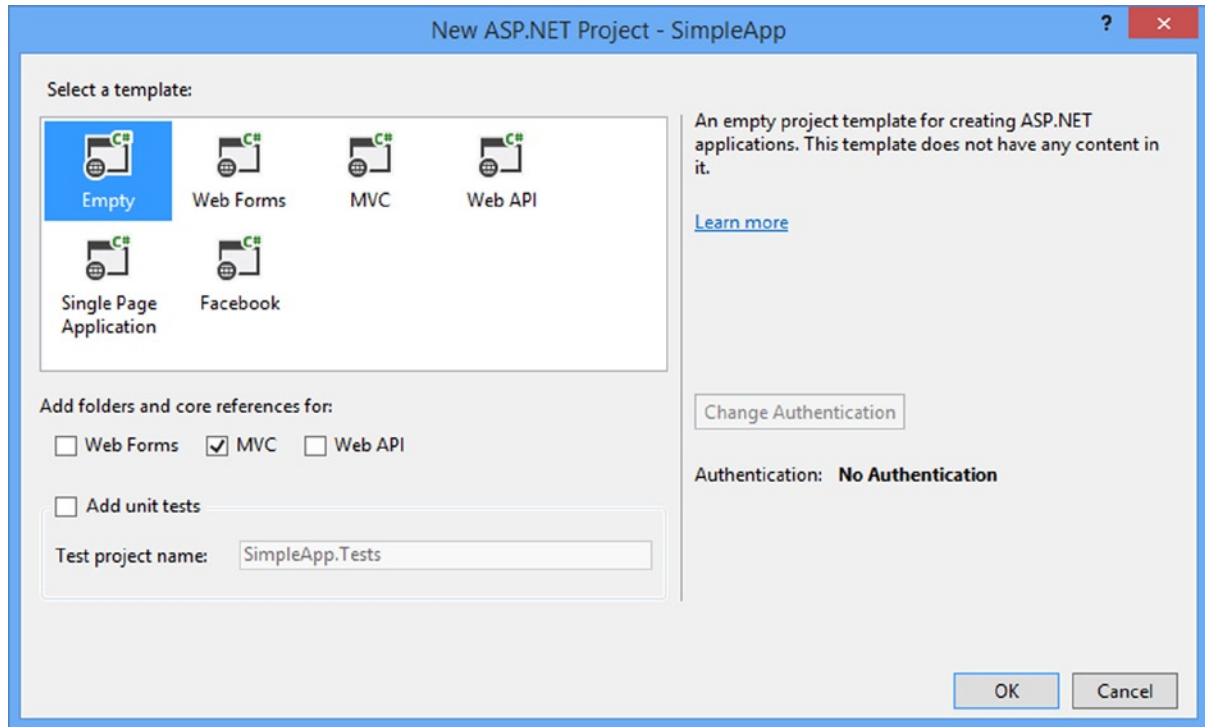 New ASP.NET Project - SimpleApp
? ×
Select a template:
C# C# C# C#
Empty Web Forms MVC Web API
C# C#
Single Page Facebook
Application
An empty project template for creating ASP.NET
applications. This template does not have any content in
it.
Learn more
Add folders and core references for:
Web Forms MVC Web API
Add unit tests
Test project name: SimpleApp.Tests
Change Authentication
Authentication: No Authentication
OK Cancel